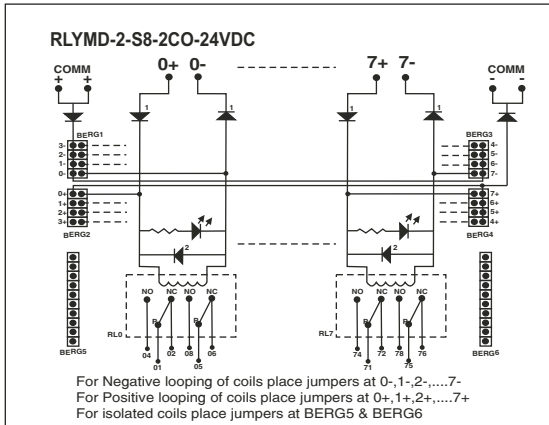 RLYMD-2-S8-2CO-24VDC
COMM
+ +
0+ 0-
7+ 7-
COMM
- -
1 1 1 1
BERG1
3-
2-
1-
0-
BERG3
4-
5-
6-
7-
0+
1+
2+
3+
BERG2
7+
6+
5+
4+
BERG4
2 2
NO NC NO NC
P P
RL0
04 02 08 06
01 05
NO NC NO NC
RL7
74 72 78 76
71 75
BERG5
BERG6
For Negative looping of coils place jumpers at 0-,1-,2-,....7-
For Positive looping of coils place jumpers at 0+,1+,2+,....7+
For isolated coils place jumpers at BERG5 & BERG6